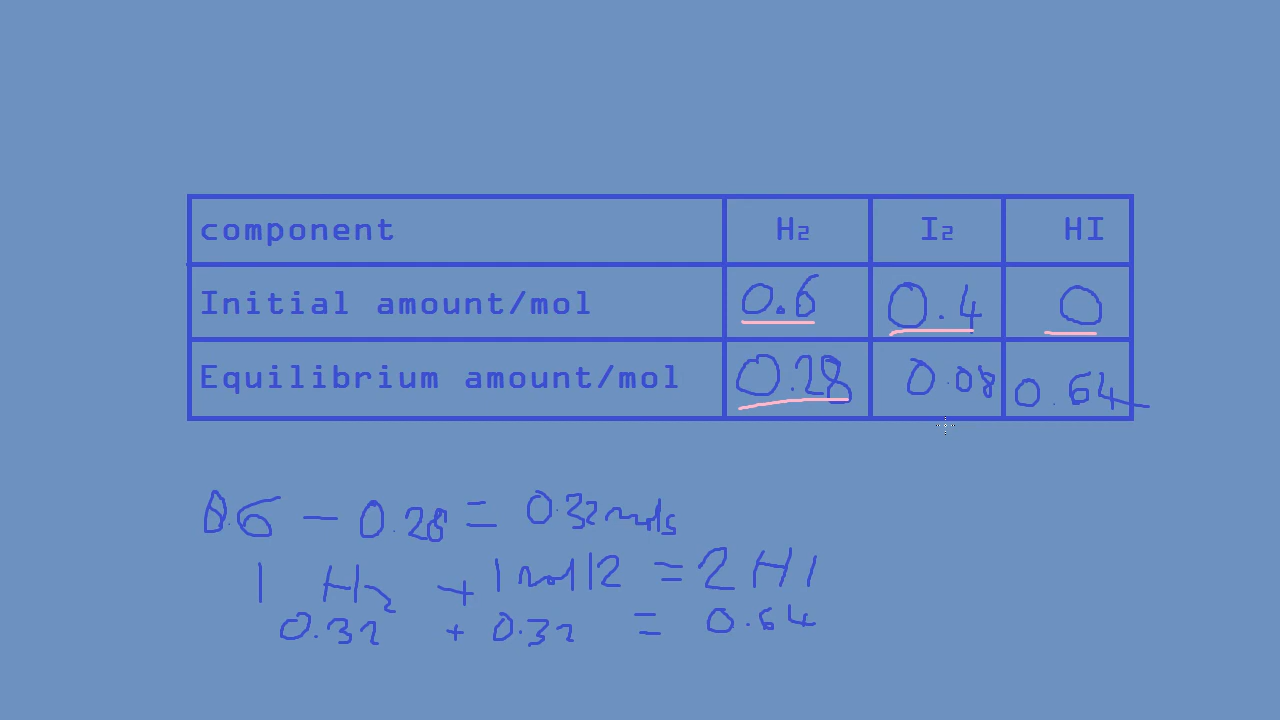 component H₂ I₂ HI
Initial amount/mol 0.6 0.4 0
Equilibrium amount/mol 0.28 0.08 0.64
0.6 - 0.28 = 0.32 mols
1 H₂ + 1 mol I2 = 2 HI
0.32 + 0.32 = 0.64